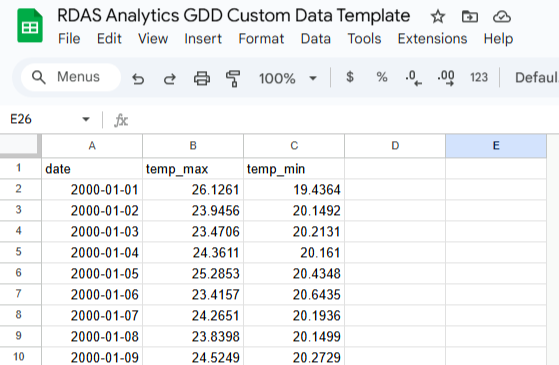 RDAS Analytics GDD Custom Data Template
File Edit View Insert Format Data Tools Extensions Help
Menus 100% $ % .0 .00 123 Defaul
E26 fx
A B C D E
1 date temp_max temp_min
2 2000-01-01 26.1261 19.4364
3 2000-01-02 23.9456 20.1492
4 2000-01-03 23.4706 20.2131
5 2000-01-04 24.3611 20.161
6 2000-01-05 25.2853 20.4348
7 2000-01-06 23.4157 20.6435
8 2000-01-07 24.2651 20.1936
9 2000-01-08 23.8398 20.1499
10 2000-01-09 24.5249 20.2729